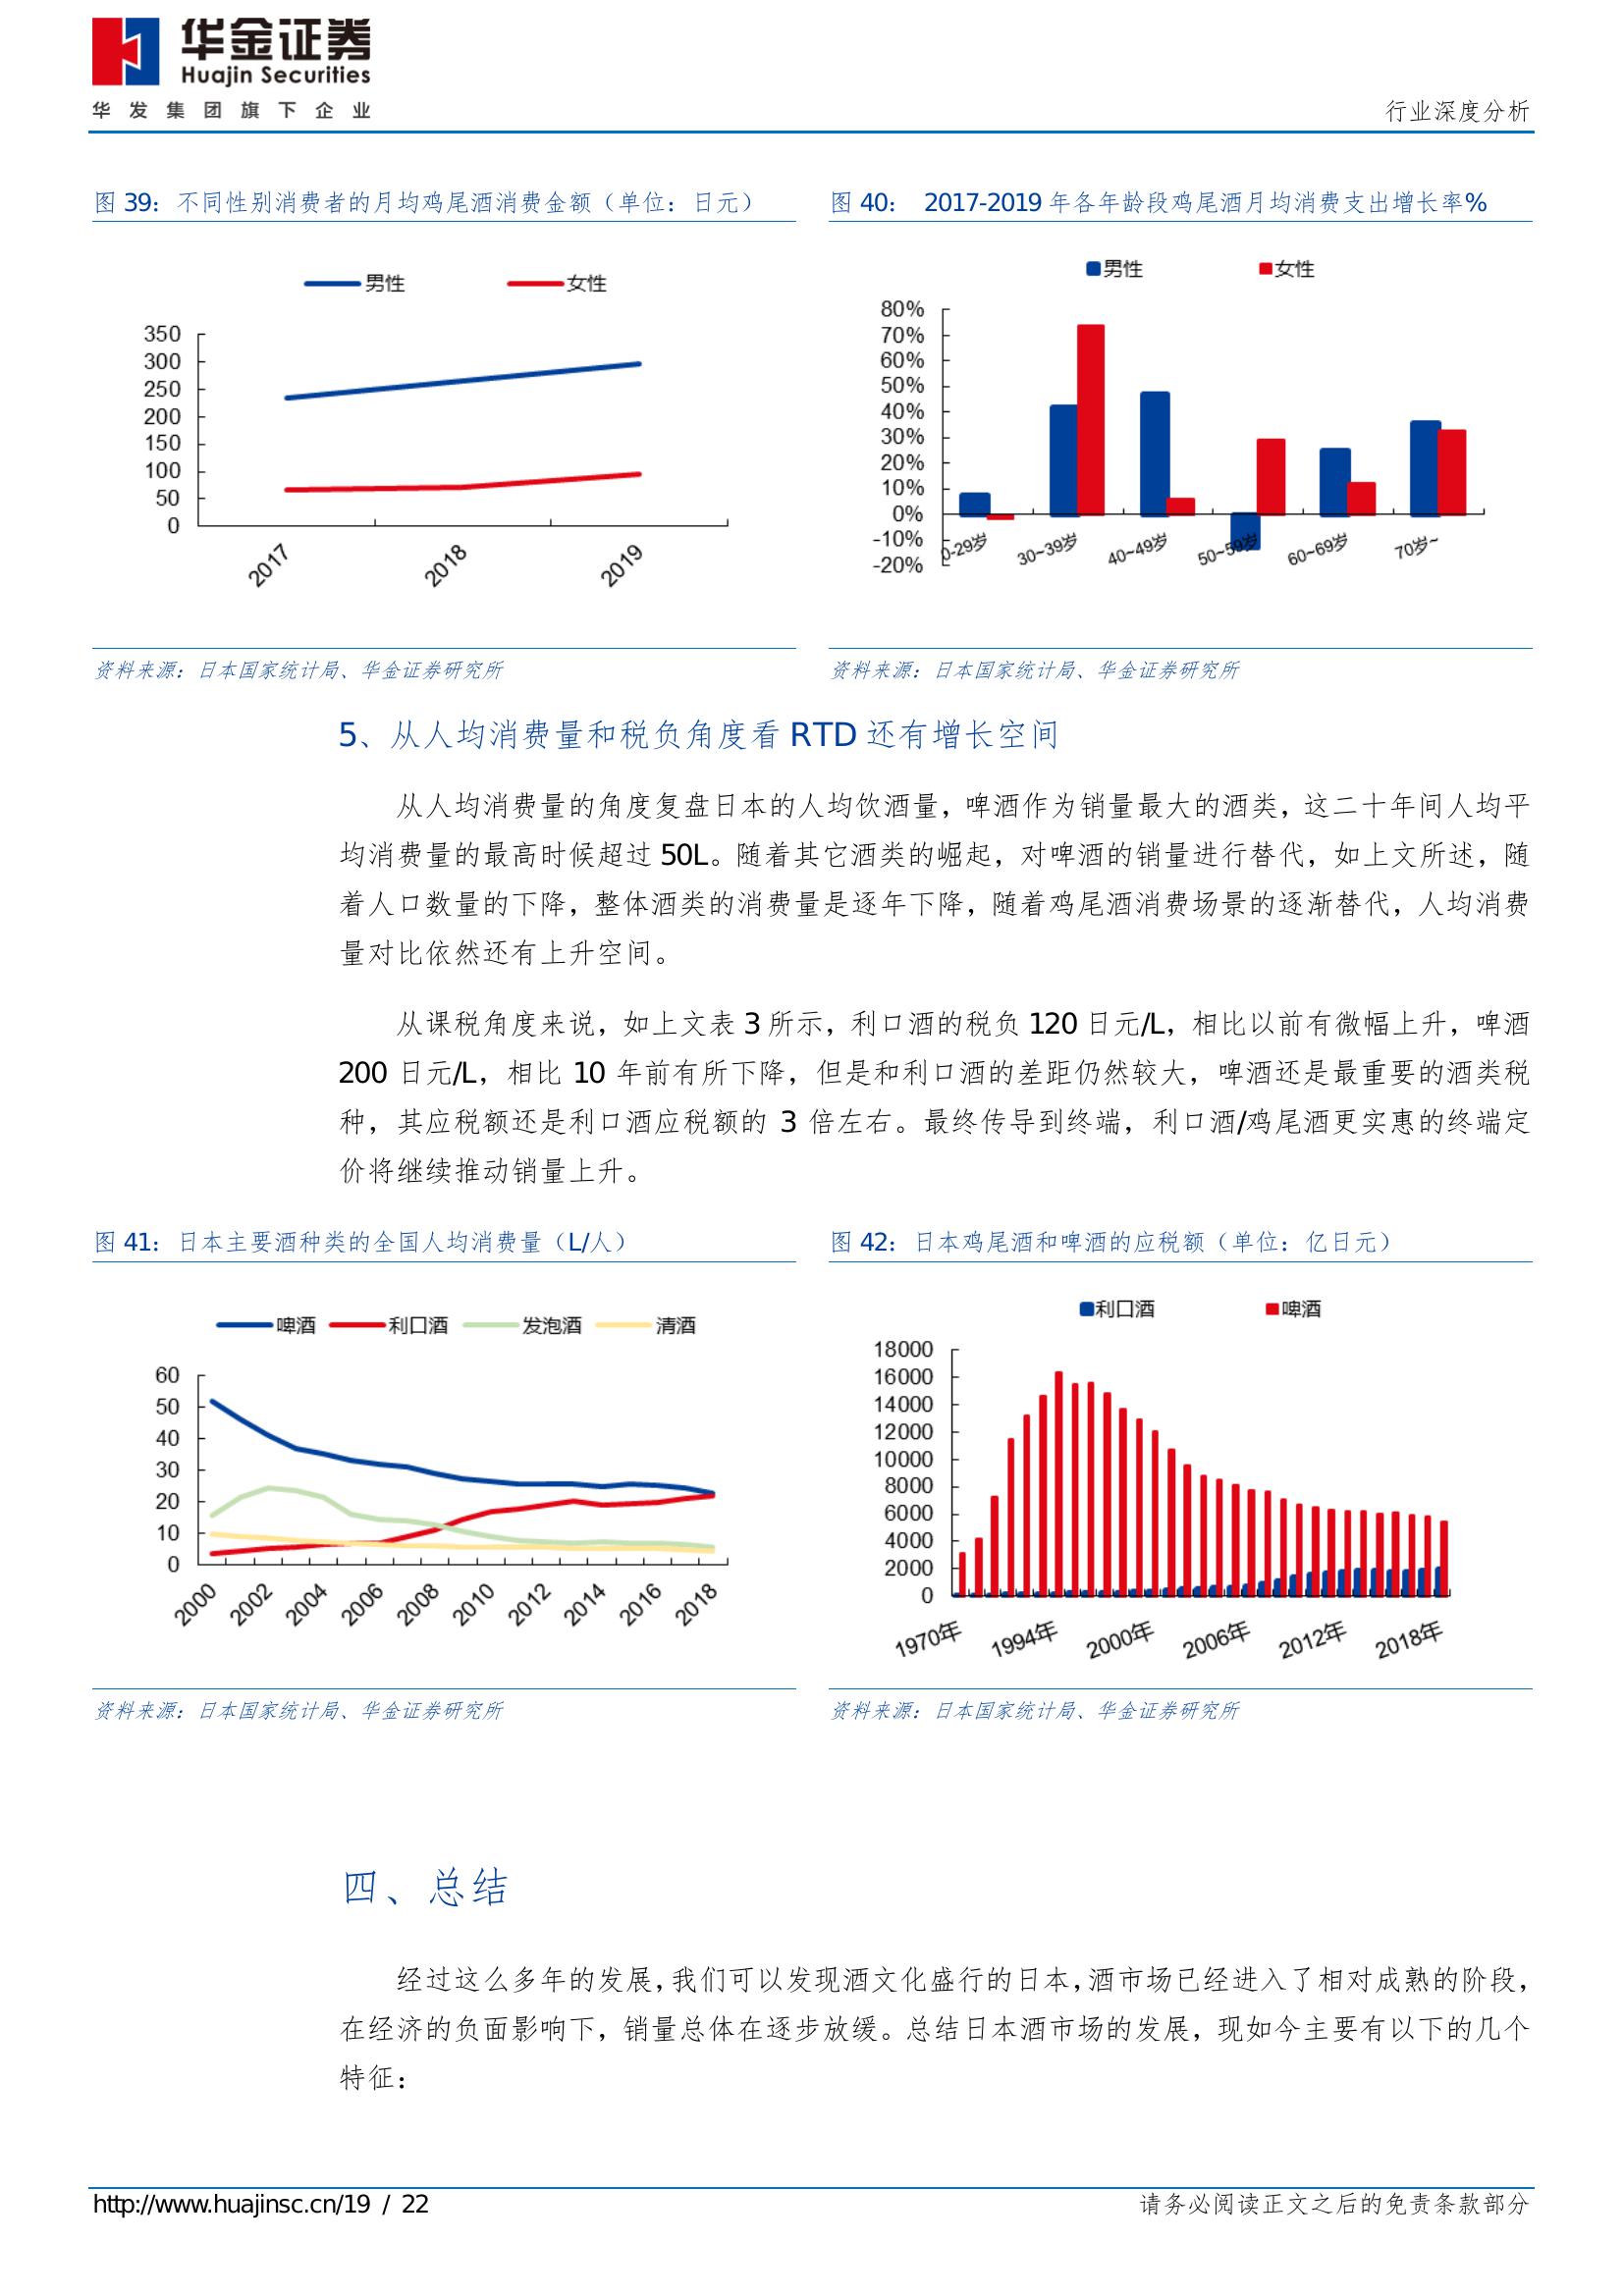 华金证券
Huajin Securities
华发集团旗下企业
行业深度分析
图 39：不同性别消费者的月均鸡尾酒消费金额（单位：日元）
男性 女性
350
300
250
200
150
100
50
0
2017 2018 2019
资料来源：日本国家统计局、华金证券研究所
图 40： 2017-2019 年各年龄段鸡尾酒月均消费支出增长率%
男性 女性
80%
70%
60%
50%
40%
30%
20%
10%
0%
-10%
-20%
0-29岁 30~39岁 40~49岁 50~59岁 60~69岁 70岁~
资料来源：日本国家统计局、华金证券研究所
5、从人均消费量和税负角度看 RTD 还有增长空间
从人均消费量的角度复盘日本的人均饮酒量，啤酒作为销量最大的酒类，这二十年间人均平
均消费量的最高时候超过 50L。随着其它酒类的崛起，对啤酒的销量进行替代，如上文所述，随
着人口数量的下降，整体酒类的消费量是逐年下降，随着鸡尾酒消费场景的逐渐替代，人均消费
量对比依然还有上升空间。
从课税角度来说，如上文表 3 所示，利口酒的税负 120 日元/L，相比以前有微幅上升，啤酒
200 日元/L，相比 10 年前有所下降，但是和利口酒的差距仍然较大，啤酒还是最重要的酒类税
种，其应税额还是利口酒应税额的 3 倍左右。最终传导到终端，利口酒/鸡尾酒更实惠的终端定
价将继续推动销量上升。
图 41：日本主要酒种类的全国人均消费量（L/人）
啤酒 利口酒 发泡酒 清酒
60
50
40
30
20
10
0
2000 2002 2004 2006 2008 2010 2012 2014 2016 2018
资料来源：日本国家统计局、华金证券研究所
图 42：日本鸡尾酒和啤酒的应税额（单位：亿日元）
利口酒 啤酒
18000
16000
14000
12000
10000
8000
6000
4000
2000
0
1970年 1994年 2000年 2006年 2012年 2018年
资料来源：日本国家统计局、华金证券研究所
四、总结
经过这么多年的发展，我们可以发现酒文化盛行的日本，酒市场已经进入了相对成熟的阶段，
在经济的负面影响下，销量总体在逐步放缓。总结日本酒市场的发展，现如今主要有以下的几个
特征：
http://www.huajinsc.cn/19 / 22
请务必阅读正文之后的免责条款部分